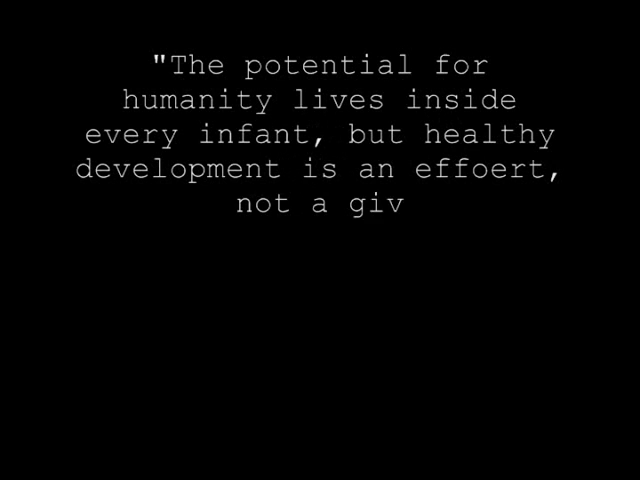 "The potential for
humanity lives inside
every infant, but healthy
development is an effoert,
not a giv